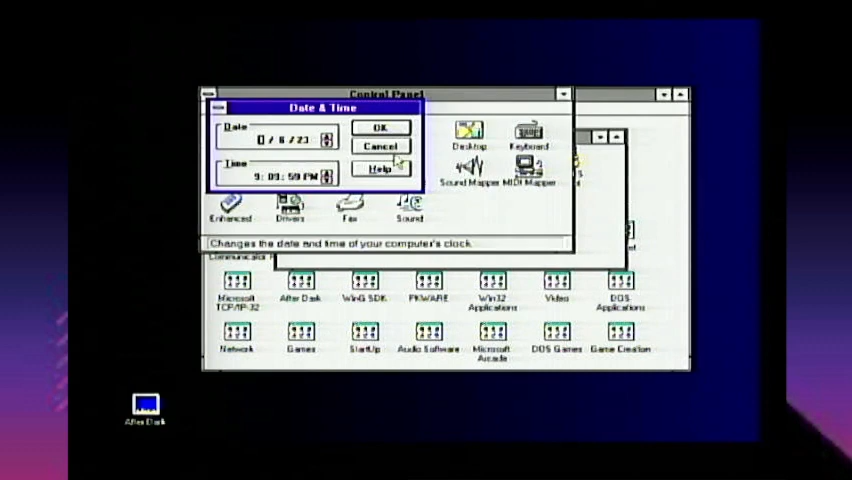 Control Panel
Date & Time
Date
/ 6 / 23
OK
Cancel
Time
9: 09: 59 PM
Help
Desktop
Keyboard
Sound Mapper
MIDI Mapper
Enhanced
Drivers
Fax
Sound
Changes the date and time of your computer's clock
Microsoft
TCP/IP-32
After Dark
WinG SDK
PKWARE
Win32
Applications
Video
DOS
Applications
Network
Games
StartUp
Audio Software
Microsoft
Arcade
DOS Games
Game Creation
After Dark